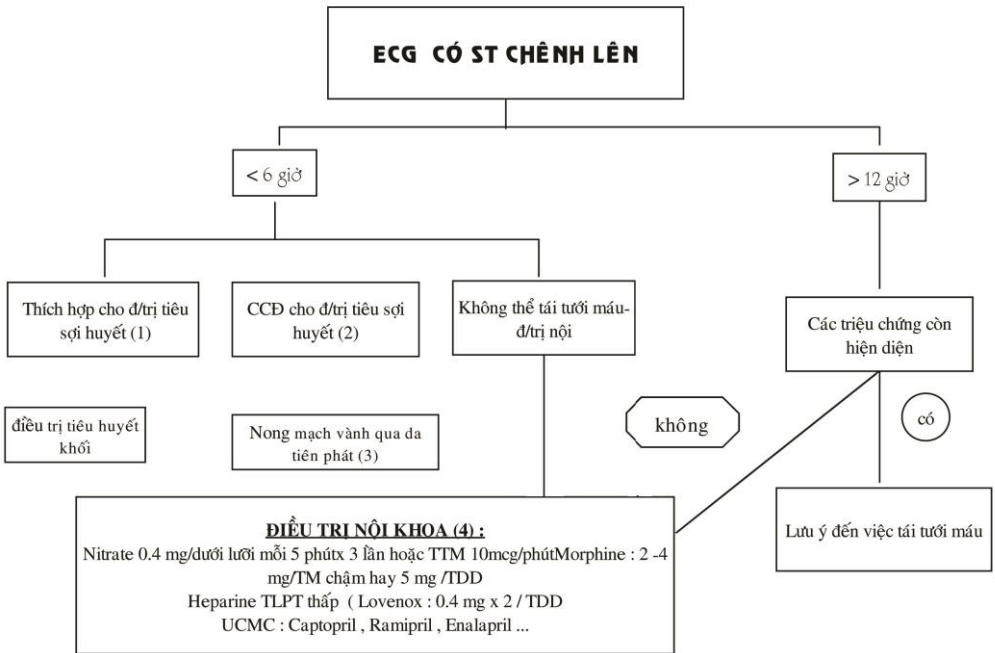 ECG CÓ ST CHÊNH LÊN
< 6 giờ
> 12 giờ
Thích hợp cho đ/trị tiêu
sợi huyết (1)
CCĐ cho đ/trị tiêu sợi
huyết (2)
Không thể tái tưới máu-
đ/trị nội
Các triệu chứng còn
hiện diện
điều trị tiêu huyết
khối
Nong mạch vành qua da
tiên phát (3)
không
có
ĐIỀU TRỊ NỘI KHOA (4) :
Nitrate 0.4 mg/dưới lưỡi mỗi 5 phútx 3 lần hoặc TTM 10mcg/phútMorphine : 2 -4
mg/TM chậm hay 5 mg /TDD
Heparine TLPT thấp ( Lovenox : 0.4 mg x 2 / TDD
UCMC : Captopril , Ramipril , Enalapril ...
Lưu ý đến việc tái tưới máu